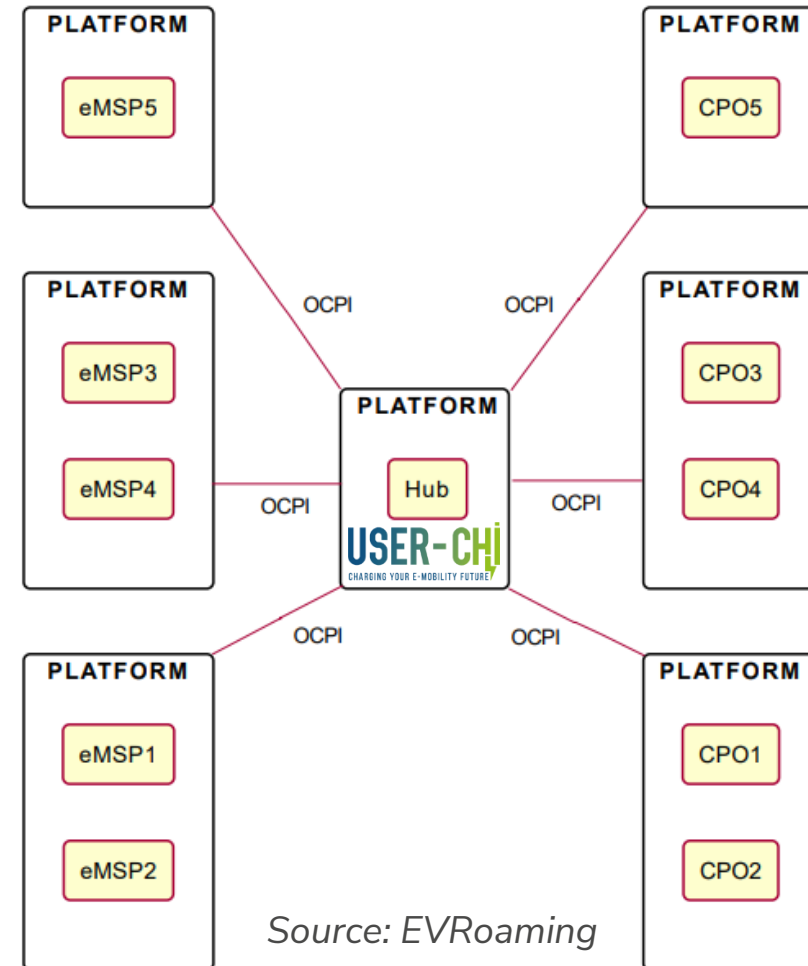 PLATFORM
eMSP5
PLATFORM
CPO5
OCPI
OCPI
PLATFORM
eMSP3
eMSP4
PLATFORM
CPO3
CPO4
PLATFORM
Hub
USER-CHi
CHARGING YOUR E-MOBILITY FUTURE
OCPI
OCPI
OCPI
OCPI
PLATFORM
eMSP1
eMSP2
PLATFORM
CPO1
CPO2
Source: EVRoaming